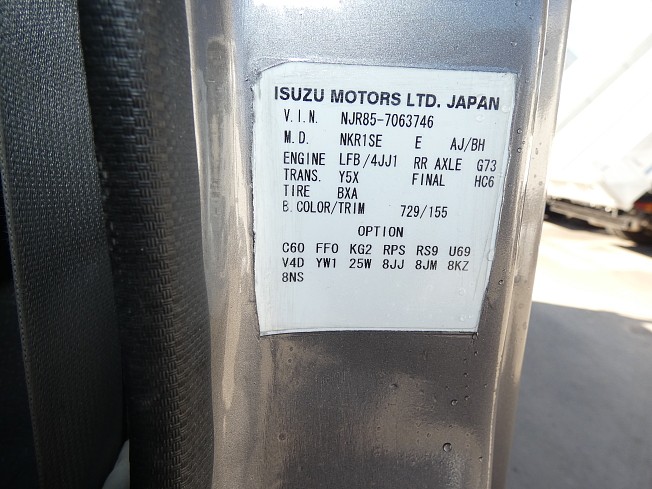 ISUZU MOTORS LTD. JAPAN
V.I.N. NJR85-7063746
M.D. NKR1SE E AJ/BH
ENGINE LFB/4JJ1 RR AXLE G73
TRANS. Y5X FINAL HC6
TIRE BXA
B.COLOR/TRIM 729/155
OPTION
C60 FF0 KG2 RPS RS9 U69
V4D YW1 25W 8JJ 8JM 8KZ
8NS